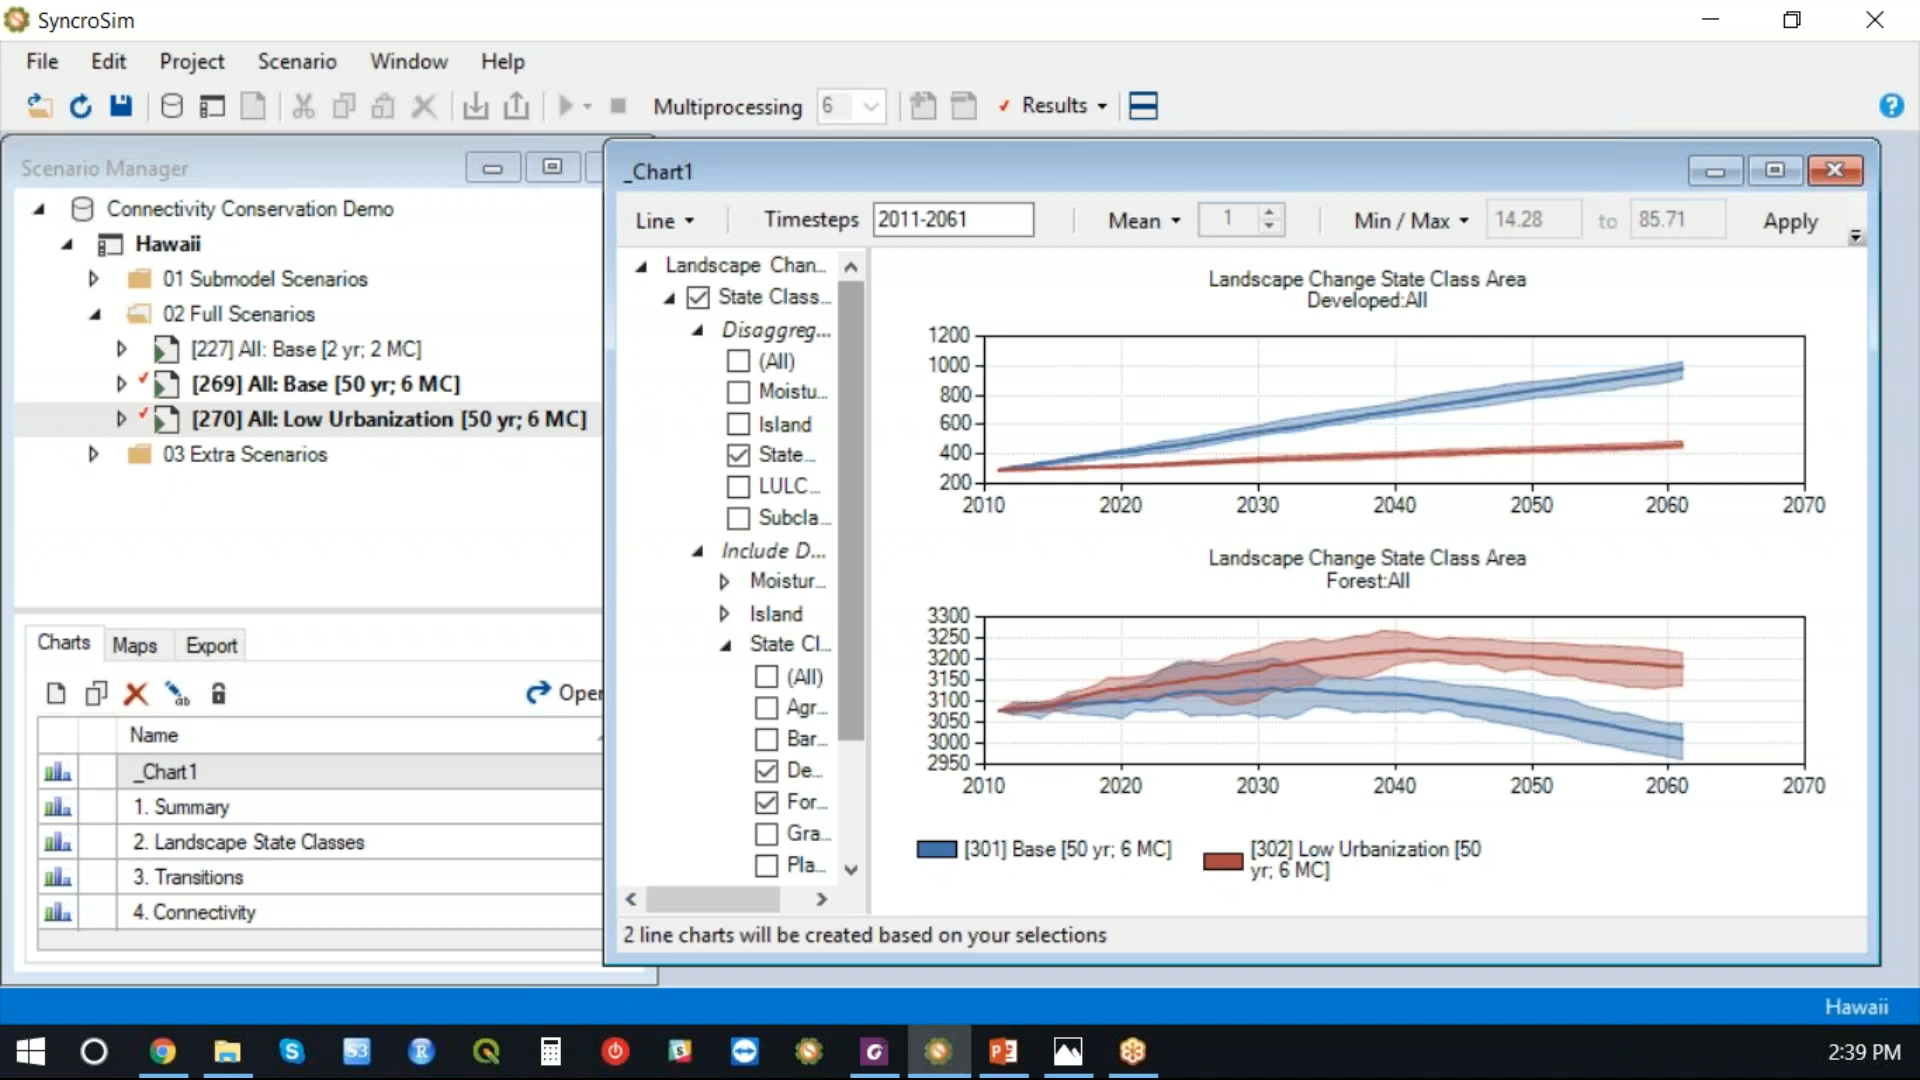 SyncroSim
File Edit Project Scenario Window Help
Multiprocessing 6 Results
Scenario Manager
Connectivity Conservation Demo
Hawaii
01 Submodel Scenarios
02 Full Scenarios
[227] All: Base [2 yr; 2 MC]
[269] All: Base [50 yr; 6 MC]
[270] All: Low Urbanization [50 yr; 6 MC]
03 Extra Scenarios
Charts Maps Export
Oper
Name
_Chart1
1. Summary
2. Landscape State Classes
3. Transitions
4. Connectivity
_Chart1
Line Timesteps 2011-2061 Mean 1 Min / Max 14.28 to 85.71 Apply
Landscape Chan...
State Class...
Disaggreg...
(All)
Moistu...
Island
State...
LULC...
Subcla...
Include D...
Moistur...
Island
State Cl...
(All)
Agr...
Bar...
De...
For...
Gra...
Pla...
Landscape Change State Class Area
Developed:All
1200
1000
800
600
400
200
2010 2020 2030 2040 2050 2060 2070
Landscape Change State Class Area
Forest:All
3300
3250
3200
3150
3100
3050
3000
2950
2010 2020 2030 2040 2050 2060 2070
[301] Base [50 yr; 6 MC]
[302] Low Urbanization [50
yr; 6 MC]
2 line charts will be created based on your selections
Hawaii
2:39 PM